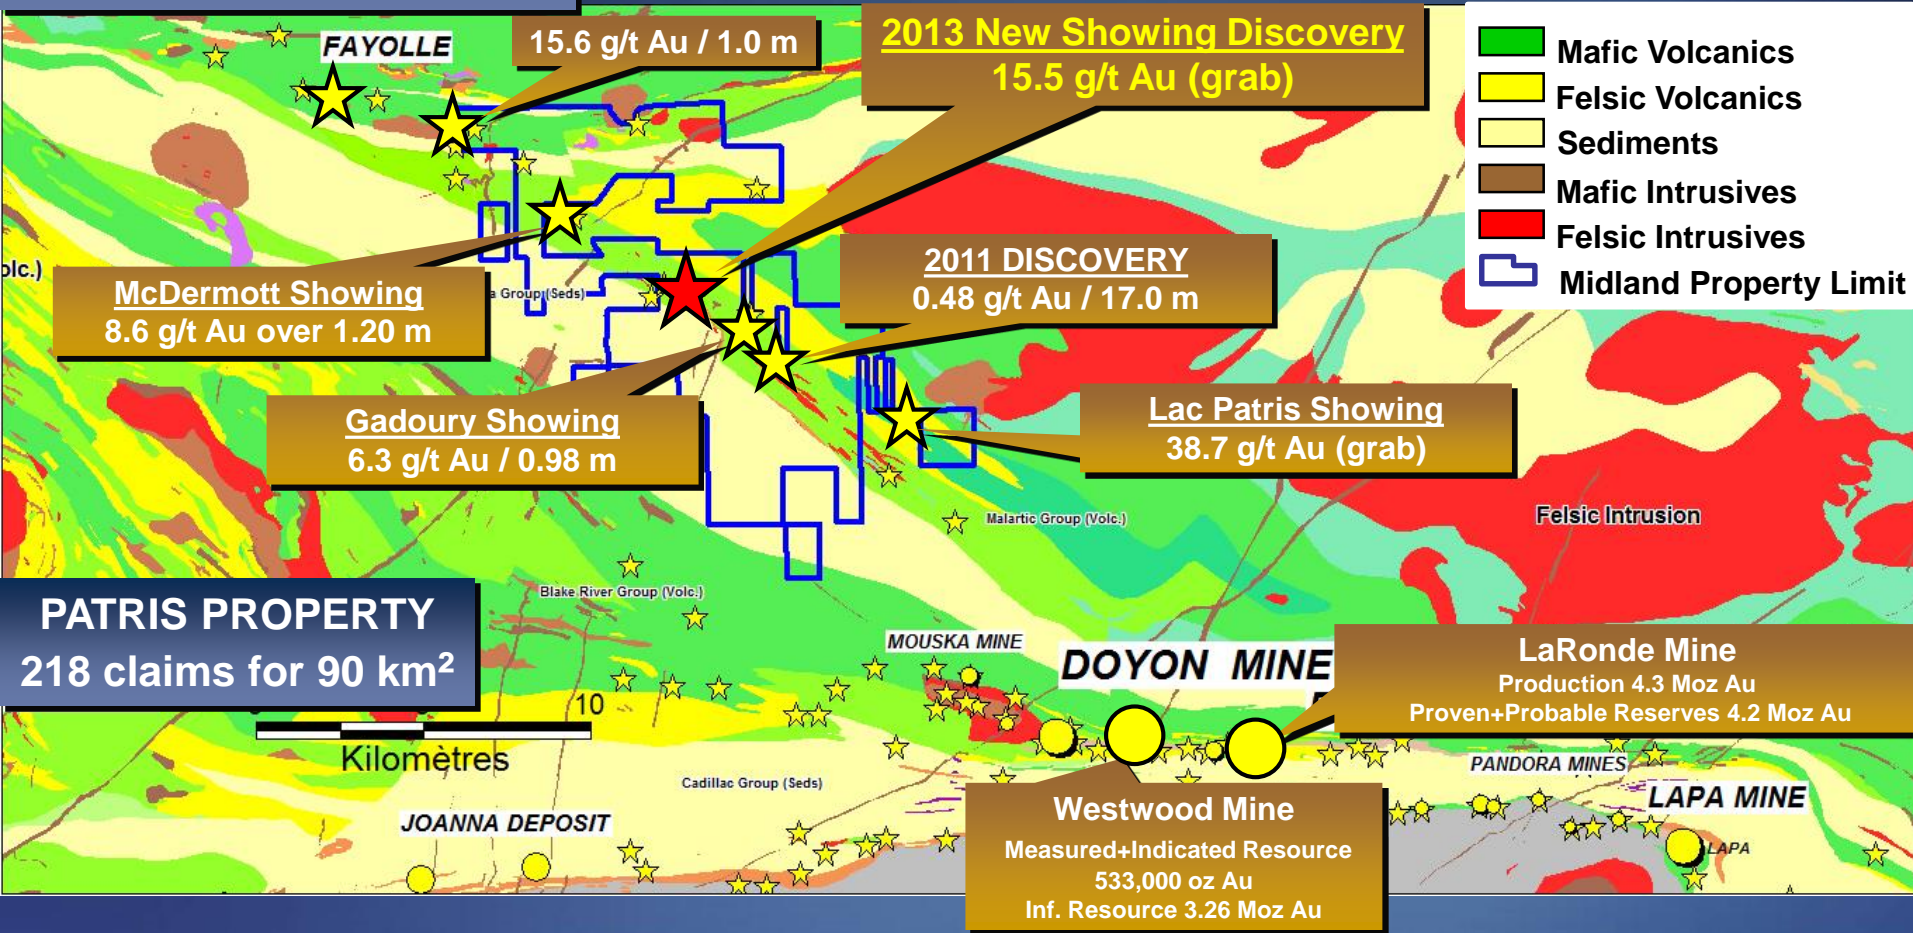 FAYOLLE
15.6 g/t Au / 1.0 m
2013 New Showing Discovery
15.5 g/t Au (grab)
Mafic Volcanics
Felsic Volcanics
Sediments
Mafic Intrusives
Felsic Intrusives
Midland Property Limit
McDermott Showing
8.6 g/t Au over 1.20 m
a Group (Seds)
2011 DISCOVERY
0.48 g/t Au / 17.0 m
Gadoury Showing
6.3 g/t Au / 0.98 m
Lac Patris Showing
38.7 g/t Au (grab)
Malartic Group (Volc.)
Felsic Intrusion
Blake River Group (Volc.)
PATRIS PROPERTY
218 claims for 90 km²
10
Kilomètres
MOUSKA MINE
DOYON MINE
LaRonde Mine
Production 4.3 Moz Au
Proven+Probable Reserves 4.2 Moz Au
Cadillac Group (Seds)
PANDORA MINES
LAPA MINE
LAPA
JOANNA DEPOSIT
Westwood Mine
Measured+Indicated Resource
533,000 oz Au
Inf. Resource 3.26 Moz Au